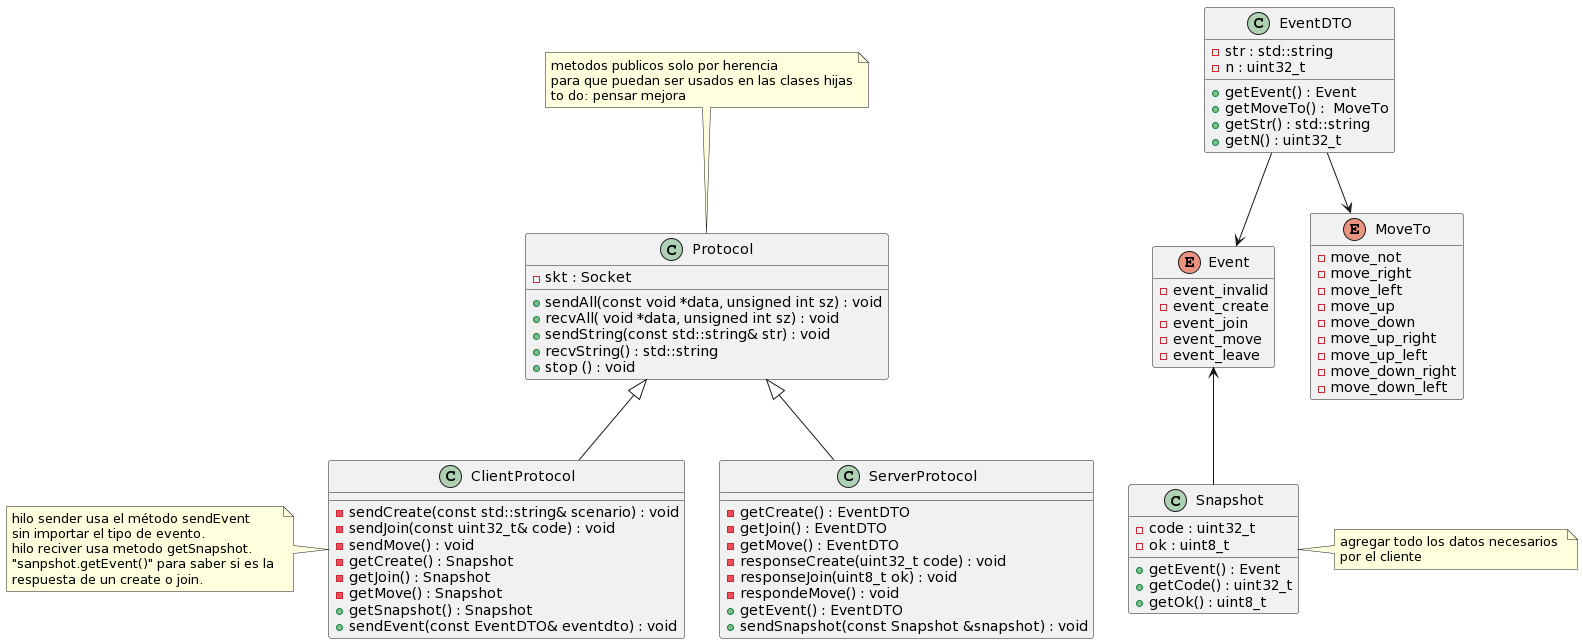 metodos publicos solo por herencia
para que puedan ser usados en las clases hijas
to do: pensar mejora
C Protocol
skt : Socket
sendAll(const void *data, unsigned int sz) : void
recvAll( void *data, unsigned int sz) : void
sendString(const std::string& str) : void
recvString() : std::string
stop () : void
hilo sender usa el método sendEvent
sin importar el tipo de evento.
hilo reciver usa metodo getSnapshot.
"sanpshot.getEvent()" para saber si es la
respuesta de un create o join.
C ClientProtocol
sendCreate(const std::string& scenario) : void
sendJoin(const uint32_t& code) : void
sendMove() : void
getCreate() : Snapshot
getJoin() : Snapshot
getMove() : Snapshot
getSnapshot() : Snapshot
sendEvent(const EventDTO& eventdto) : void
C ServerProtocol
getCreate() : EventDTO
getJoin() : EventDTO
getMove() : EventDTO
responseCreate(uint32_t code) : void
responseJoin(uint8_t ok) : void
respondeMove() : void
getEvent() : EventDTO
sendSnapshot(const Snapshot &snapshot) : void
C EventDTO
str : std::string
n : uint32_t
getEvent() : Event
getMoveTo() :  MoveTo
getStr() : std::string
getN() : uint32_t
E Event
event_invalid
event_create
event_join
event_move
event_leave
E MoveTo
move_not
move_right
move_left
move_up
move_down
move_up_right
move_up_left
move_down_right
move_down_left
C Snapshot
code : uint32_t
ok : uint8_t
getEvent() : Event
getCode() : uint32_t
getOk() : uint8_t
agregar todo los datos necesarios
por el cliente